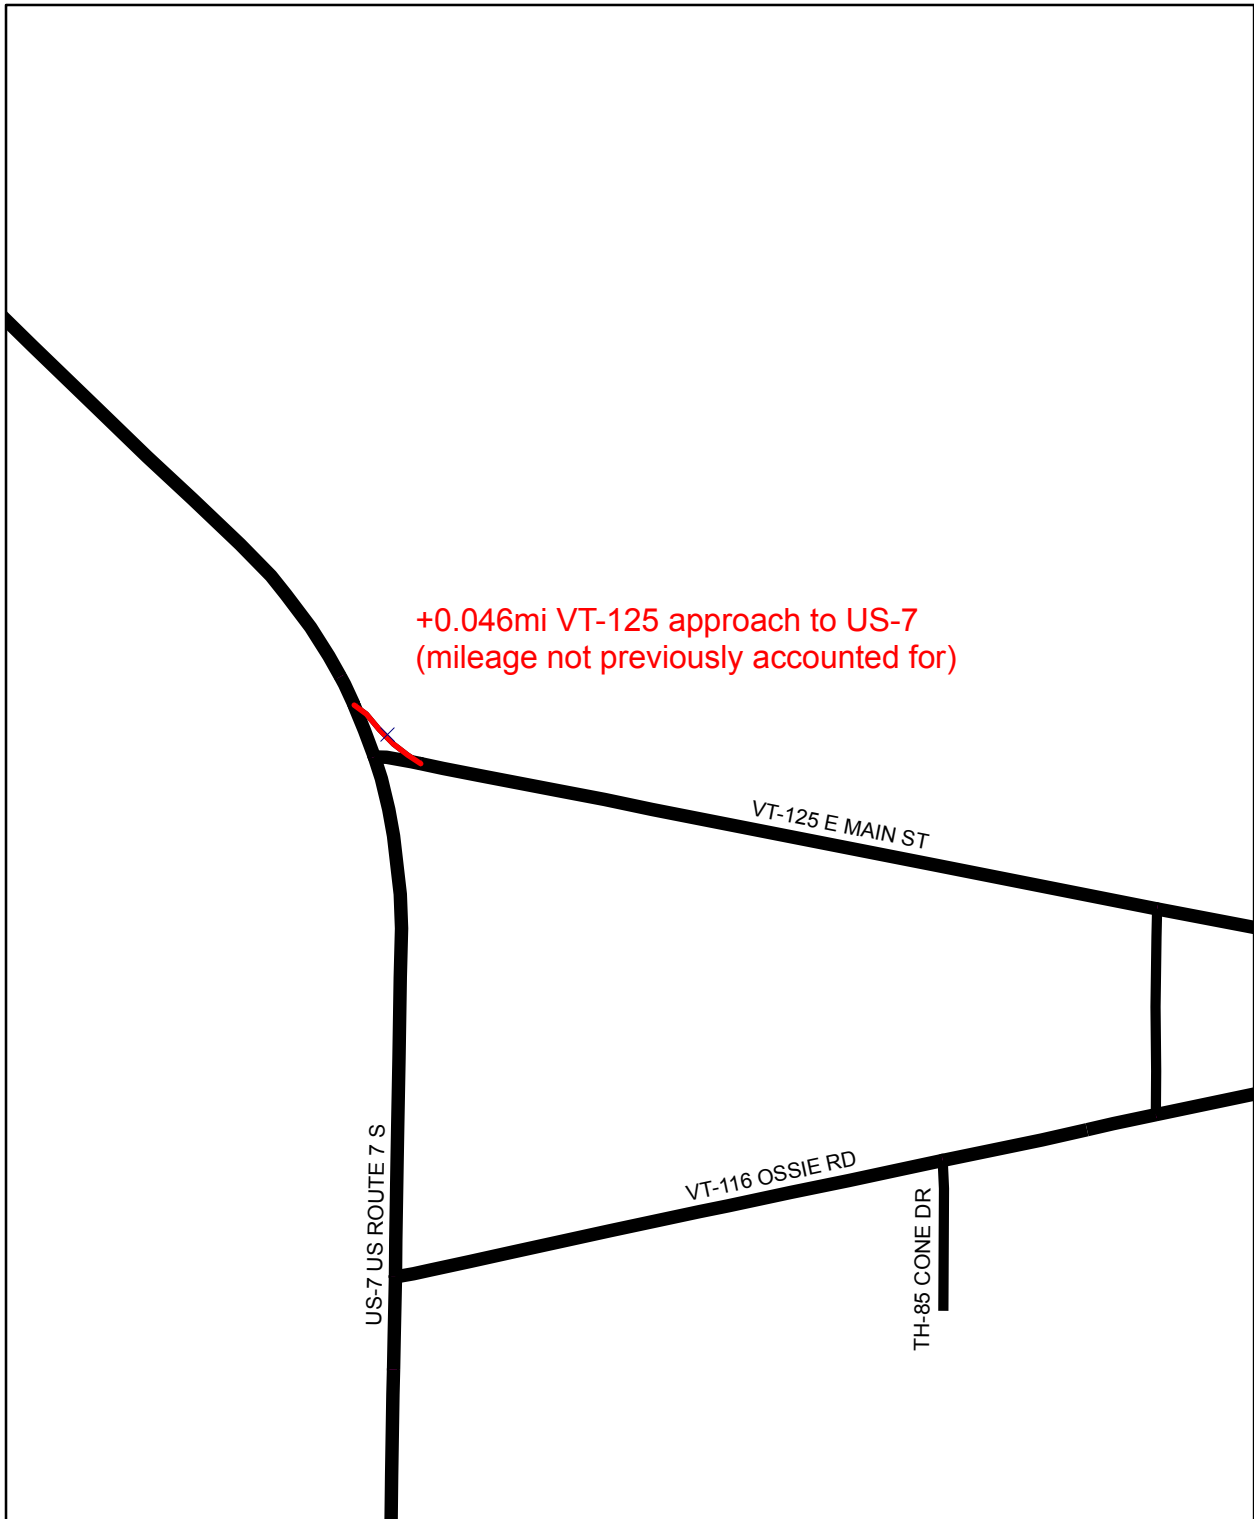 +0.046mi VT-125 approach to US-7
(mileage not previously accounted for)
VT-125 E MAIN ST
VT-116 OSSIE RD
US-7 US ROUTE 7 S
TH-85 CONE DR